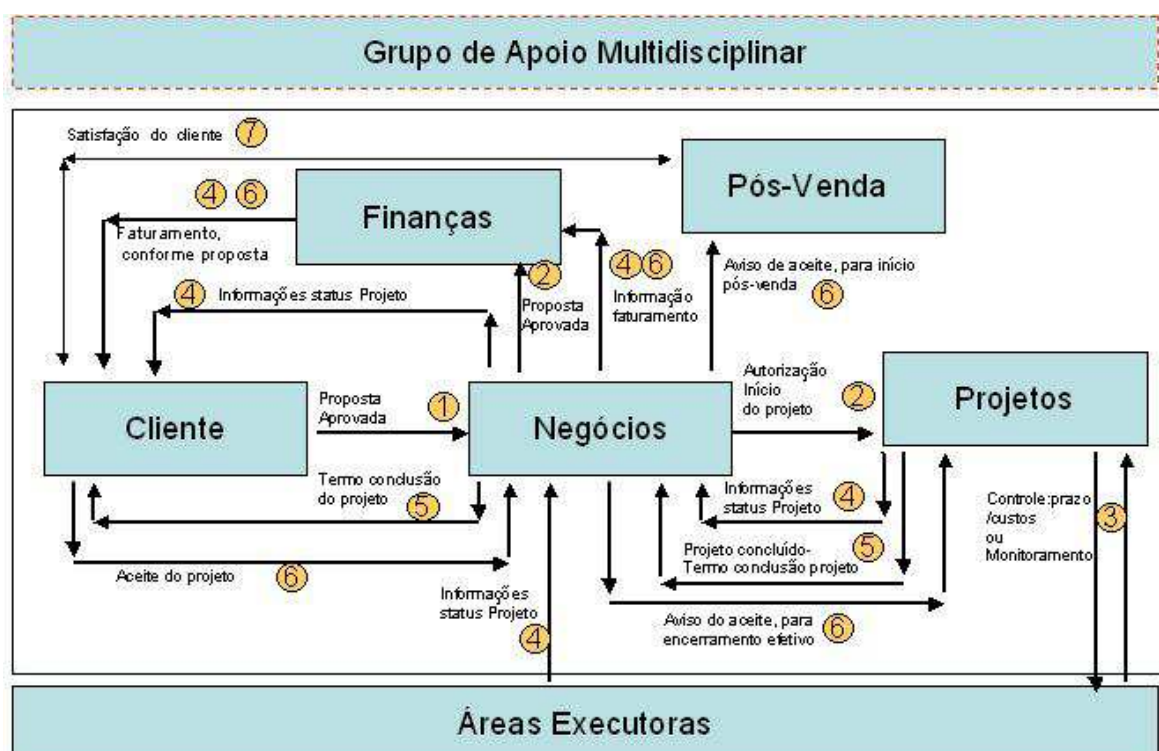 Grupo de Apoio Multidisciplinar
Satisfação do cliente 7
Pós-Venda
4 6
Finanças
Faturamento,
conforme proposta
2
4 6
Aviso de aceite, para início
pós-venda 6
4 Informações status Projeto
Proposta
Aprovada
Informação
faturamento
Autorização
Início
do projeto
2
Projetos
Cliente
Proposta
Aprovada
1
Negócios
Termo conclusão
do projeto 5
Informações
status Projeto 4
Controle:prazo
/custos
ou
Monitoramento
3
Projeto concluído-
Termo conclusão projeto
5
Aceite do projeto 6
Informações
status Projeto
4
Aviso do aceite, para
encerramento efetivo 6
Áreas Executoras